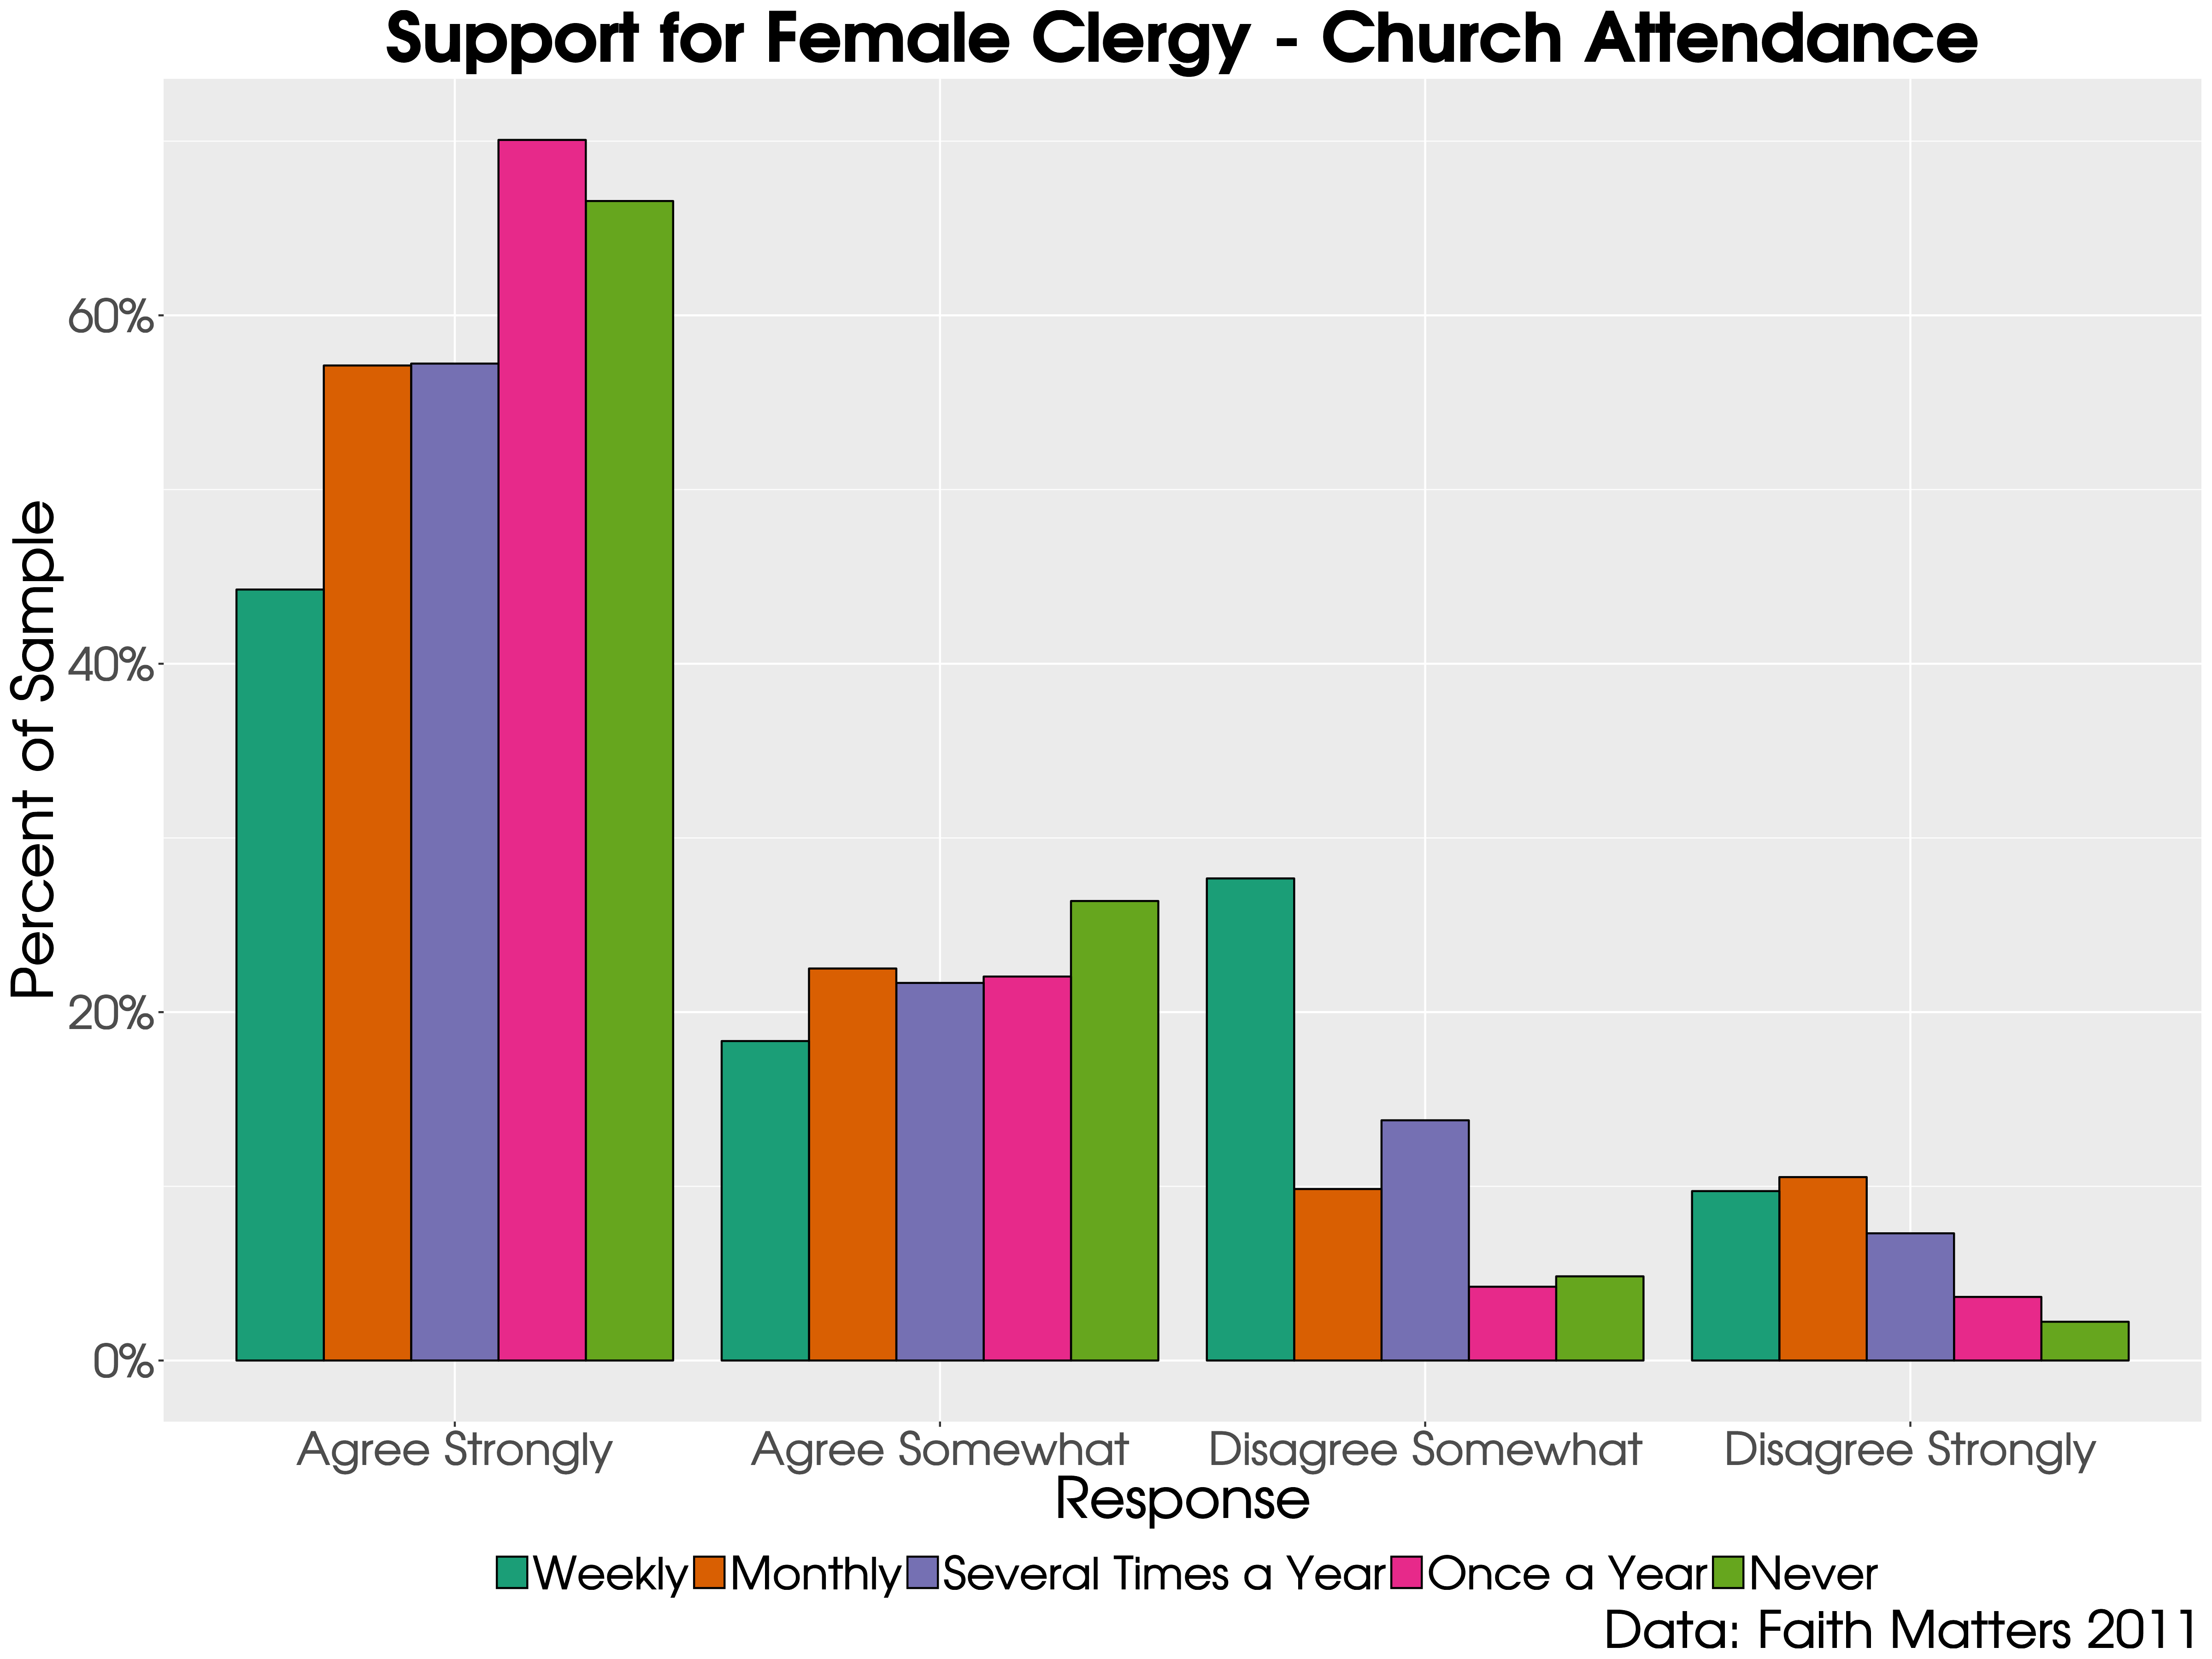 Support for Female Clergy - Church Attendance
Percent of Sample
60%
40%
20%
0%
Agree Strongly Agree Somewhat Disagree Somewhat Disagree Strongly
Response
Weekly Monthly Several Times a Year Once a Year Never
Data: Faith Matters 2011